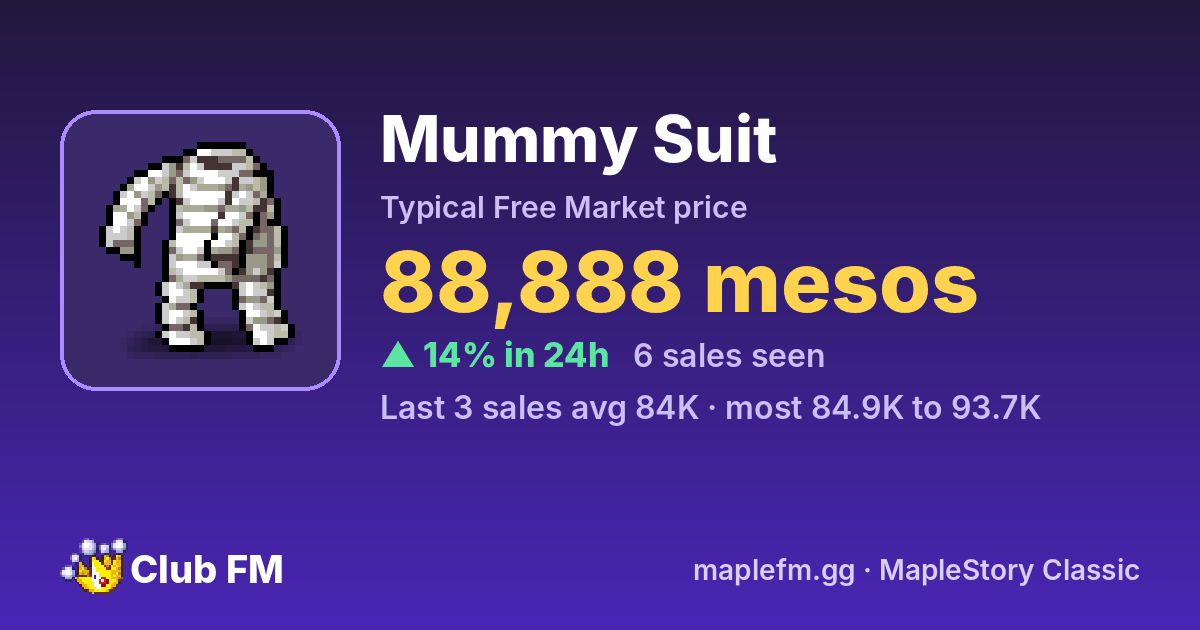 Mummy Suit
Typical Free Market price
88,888 mesos
▲ 14% in 24h 6 sales seen
Last 3 sales avg 84K · most 84.9K to 93.7K
Club FM
maplefm.gg · MapleStory Classic